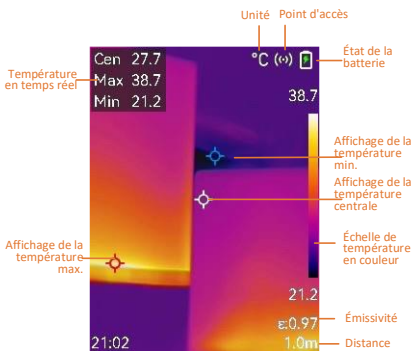 Unité
Point d'accès
Cen 27.7
°C
État de la
batterie
Température
en temps réel
Max 38.7
Min 21.2
38.7
Affichage de la
température
min.
Affichage de la
température
centrale
Affichage de la
température
max.
Échelle de
température
en couleur
21.2
ε:0.97
Émissivité
21:02
1.0m
Distance